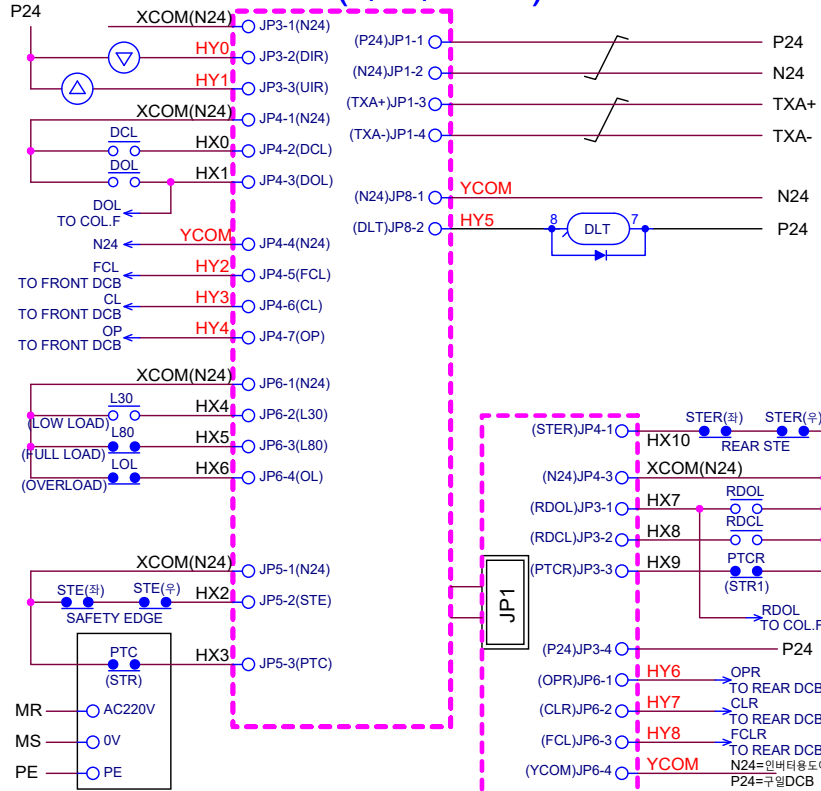 P24
XCOM(N24)
JP3-1(N24)
HY0
JP3-2(DIR)
HY1
JP3-3(UIR)
XCOM(N24)
JP4-1(N24)
DCL
HX0
JP4-2(DCL)
DOL
HX1
JP4-3(DOL)
DOL
TO COL.F
N24
YCOM
JP4-4(N24)
FCL
TO FRONT DCB
HY2
JP4-5(FCL)
CL
TO FRONT DCB
HY3
JP4-6(CL)
OP
TO FRONT DCB
HY4
JP4-7(OP)
XCOM(N24)
JP6-1(N24)
L30
(LOW LOAD)
HX4
JP6-2(L30)
L80
(FULL LOAD)
HX5
JP6-3(L80)
LOL
(OVERLOAD)
HX6
JP6-4(OL)
XCOM(N24)
JP5-1(N24)
STE(좌)
STE(우)
HX2
JP5-2(STE)
SAFETY EDGE
PTC
(STR)
HX3
JP5-3(PTC)
MR
AC220V
MS
0V
PE
PE
(P24)JP1-1
P24
(N24)JP1-2
N24
(TXA+)JP1-3
TXA+
(TXA-)JP1-4
TXA-
(N24)JP8-1
YCOM
N24
(DLT)JP8-2
HY5
8
DLT
7
P24
JP1
(STER)JP4-1
HX10
STER(좌)
STER(우)
REAR STE
(N24)JP4-3
XCOM(N24)
(RDOL)JP3-1
HX7
RDOL
(RDCL)JP3-2
HX8
RDCL
(PTCR)JP3-3
HX9
PTCR
(STR1)
RDOL
TO COL.F
(P24)JP3-4
P24
(OPR)JP6-1
HY6
OPR
TO REAR DCB
(CLR)JP6-2
HY7
CLR
TO REAR DCB
(FCL)JP6-3
HY8
FCLR
TO REAR DCB
(YCOM)JP6-4
YCOM
N24=인버터용도어
P24=구일DCB